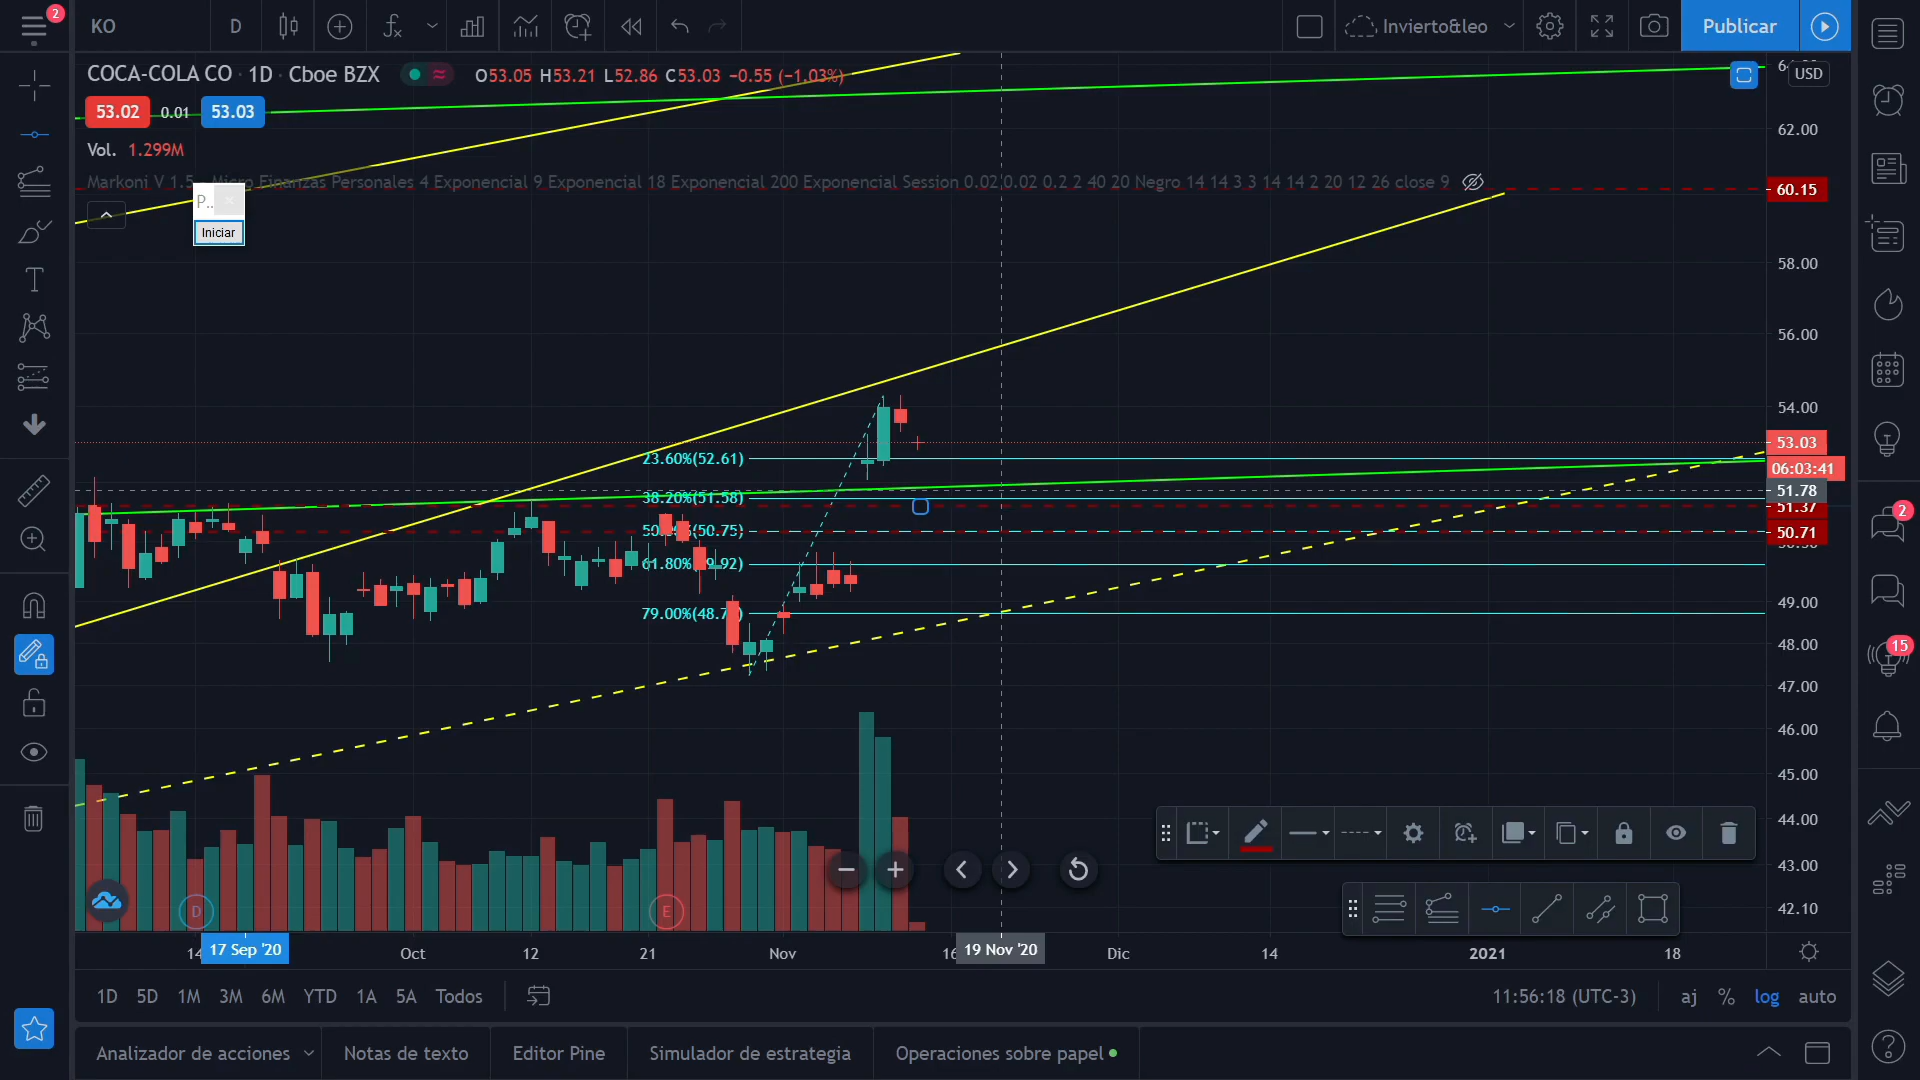 2
KO
D
Invierto&leo
Publicar
COCA-COLA CO · 1D · Cboe BZX
O53.05 H53.21 L52.86 C53.03 −0.55 (−1.03%)
USD
53.02 0.01 53.03
62.00
Vol. 1.299M
Markoni V 1.5 - Micro Finanzas Personales 4 Exponencial 9 Exponencial 18 Exponencial 200 Exponencial Session 0.02 0.02 0.2 2 40 20 Negro 14 14 3 3 14 14 2 20 12 26 close 9
60.15
P..
Iniciar
58.00
56.00
54.00
53.03
23.60%(52.61)
06:03:41
51.78
38.20%(51.58)
51.37
50.71
61.80%
79.00%
49.00
48.00
47.00
2
15
46.00
45.00
44.00
43.00
42.10
D
E
17 Sep '20
Oct
12
21
Nov
19 Nov '20
Dic
14
2021
18
1D 5D 1M 3M 6M YTD 1A 5A Todos
11:56:18 (UTC-3)
aj % log auto
Analizador de acciones
Notas de texto
Editor Pine
Simulador de estrategia
Operaciones sobre papel